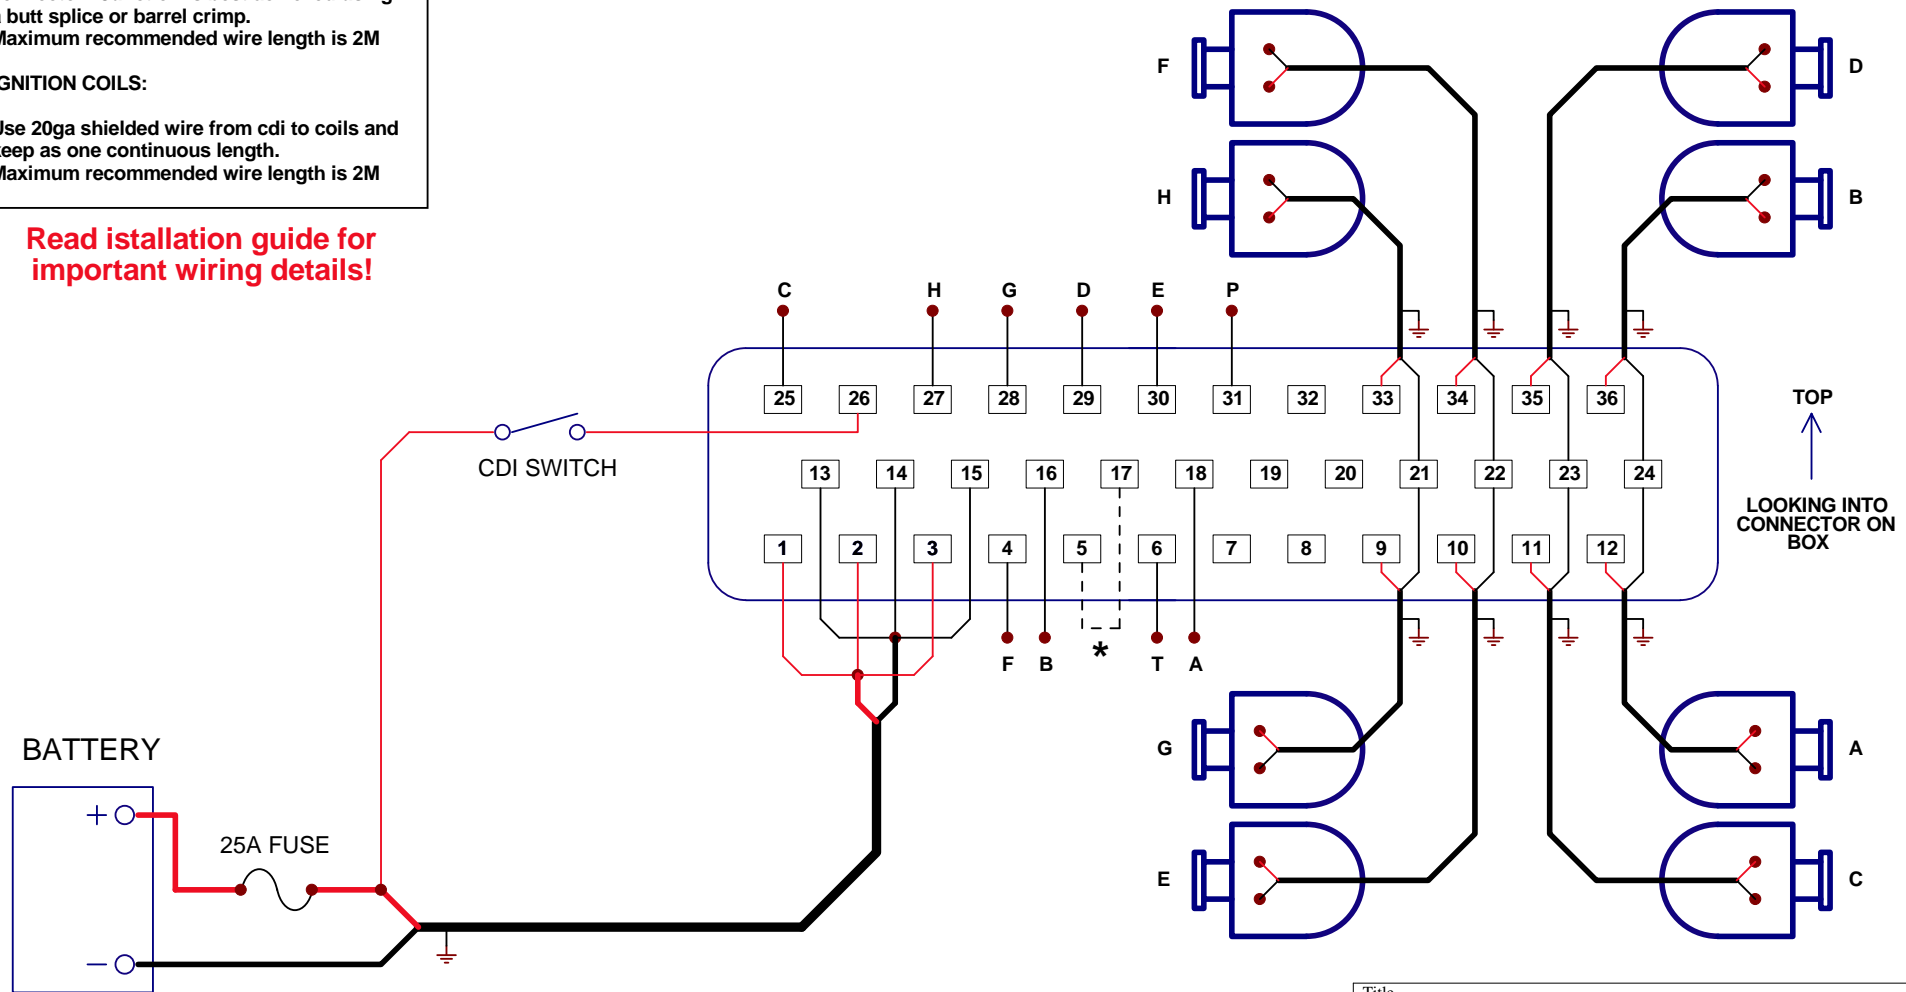 a butt splice or barrel crimp.
Maximum recommended wire length is 2M
IGNITION COILS:
Use 20ga shielded wire from cdi to coils and
keep as one continuous length.
Maximum recommended wire length is 2M
Read istallation guide for
important wiring details!
F
D
H
B
C H G D E P
25 26 27 28 29 30 31 32 33 34 35 36
CDI SWITCH
13 14 15 16 17 18 19 20 21 22 23 24
1 2 3 4 5 6 7 8 9 10 11 12
F B * T A
TOP
LOOKING INTO
CONNECTOR ON
BOX
G
A
E
C
BATTERY
+
25A FUSE
−
Title